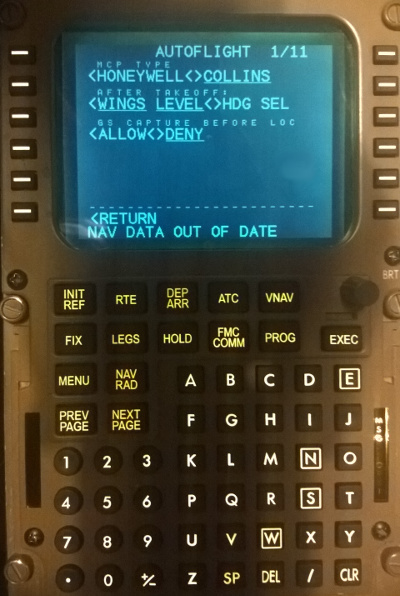 AUTOFLIGHT 1/11
MCP TYPE
<HONEYWELL<>COLLINS
AFTER TAKEOFF:
<WINGS LEVEL<>HDG SEL
GS CAPTURE BEFORE LOC
<ALLOW<>DENY
<RETURN
NAV DATA OUT OF DATE
BRT
INIT REF RTE DEP ARR ATC VNAV
FIX LEGS HOLD FMC COMM PROG EXEC
MENU NAV RAD A B C D E
PREV PAGE NEXT PAGE F G H I J
MSG
1 2 3 K L M N O
4 5 6 P Q R S T
7 8 9 U V W X Y
. 0 +/- Z SP DEL / CLR